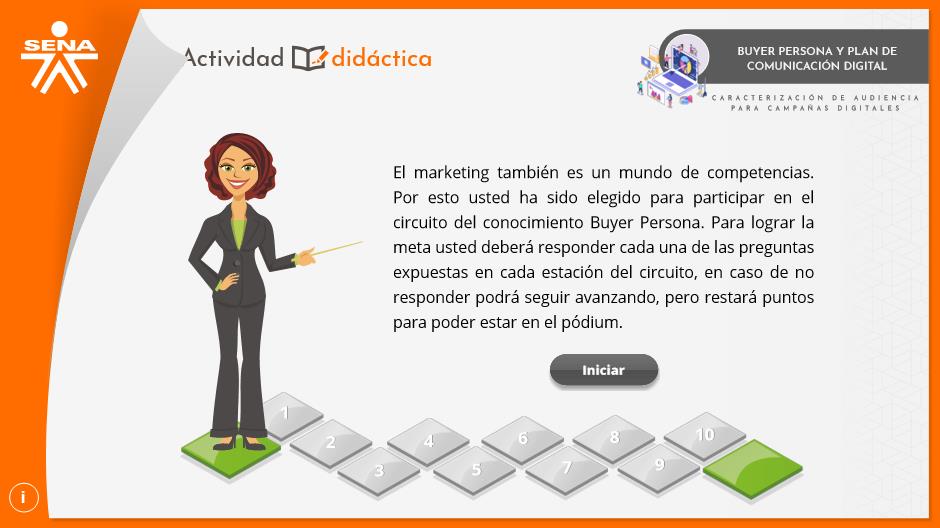 SENA
Actividad didáctica
BUYER PERSONA Y PLAN DE
COMUNICACIÓN DIGITAL
CARACTERIZACIÓN DE AUDIENCIA
PARA CAMPAÑAS DIGITALES
El marketing también es un mundo de competencias.
Por esto usted ha sido elegido para participar en el
circuito del conocimiento Buyer Persona. Para lograr la
meta usted deberá responder cada una de las preguntas
expuestas en cada estación del circuito, en caso de no
responder podrá seguir avanzando, pero restará puntos
para poder estar en el pódium.
Iniciar
1
2
3
4
5
6
7
8
9
10
i